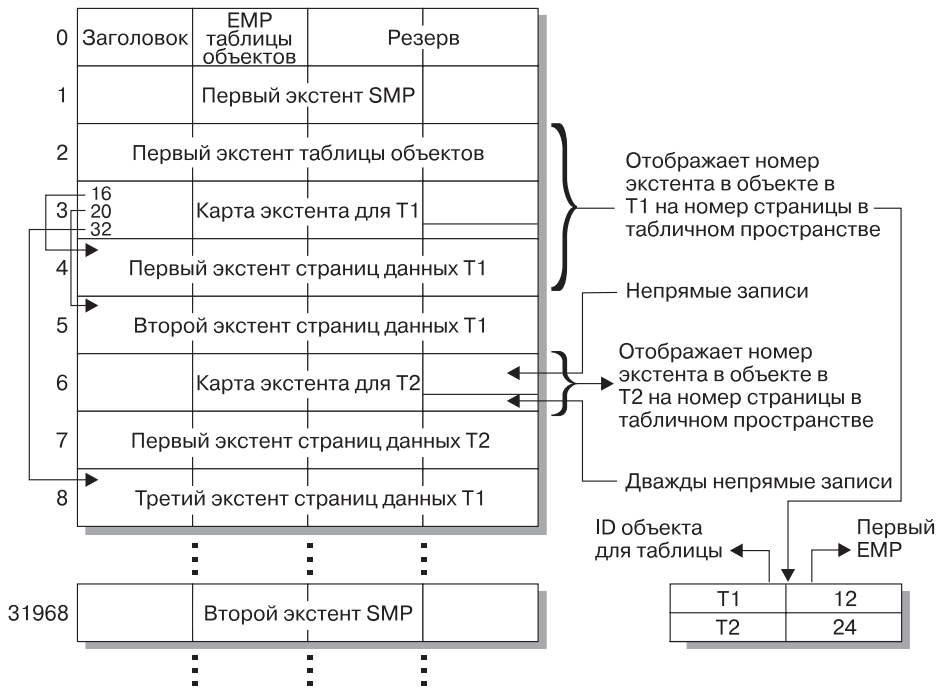 0
Заголовок
EMP
таблицы
объектов
Резерв
1
Первый экстент SMP
2
Первый экстент таблицы объектов
3
16
20
32
Карта экстента для T1
4
Первый экстент страниц данных T1
5
Второй экстент страниц данных T1
6
Карта экстента для T2
7
Первый экстент страниц данных T2
8
Третий экстент страниц данных T1
31968
Второй экстент SMP
Отображает номер
экстента в объекте в
T1 на номер страницы в
табличном пространстве
Непрямые записи
Отображает номер
экстента в объекте в
T2 на номер страницы в
табличном пространстве
Дважды непрямые записи
ID объекта
для таблицы
Первый
EMP
T1 12
T2 24